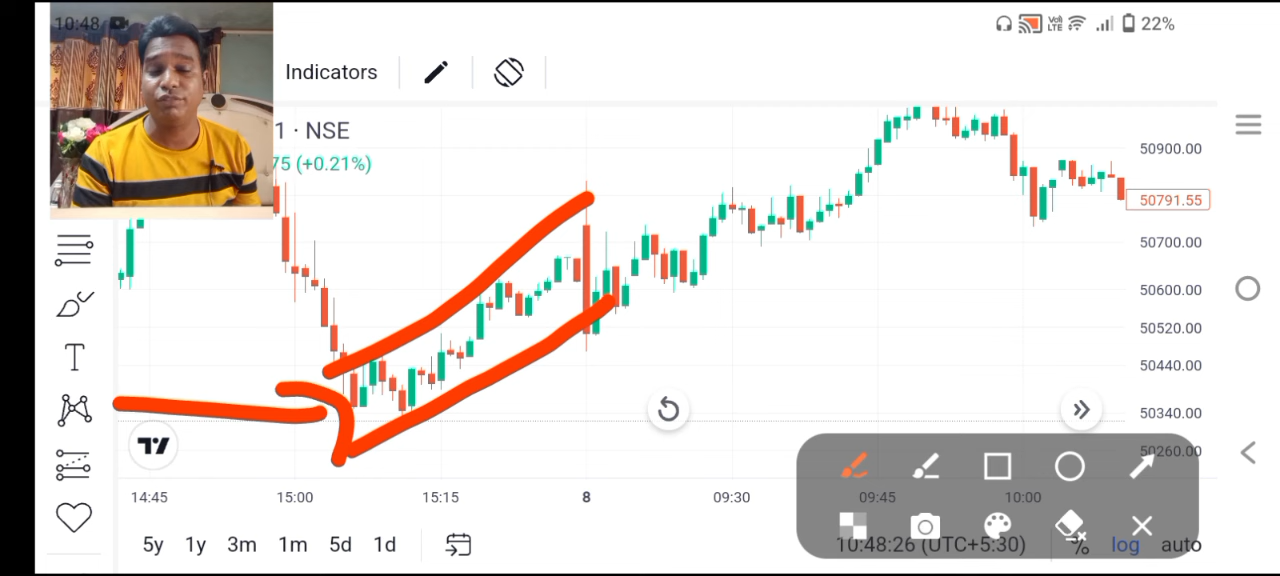 10:48
Vo)) LTE
22%
Indicators
1 · NSE
75 (+0.21%)
50900.00
50791.55
50700.00
50600.00
50520.00
50440.00
50340.00
50260.00
T
14:45 15:00 15:15 8 09:30 09:45 10:00
5y 1y 3m 1m 5d 1d
10:48:26 (UTC+5:30) % log auto